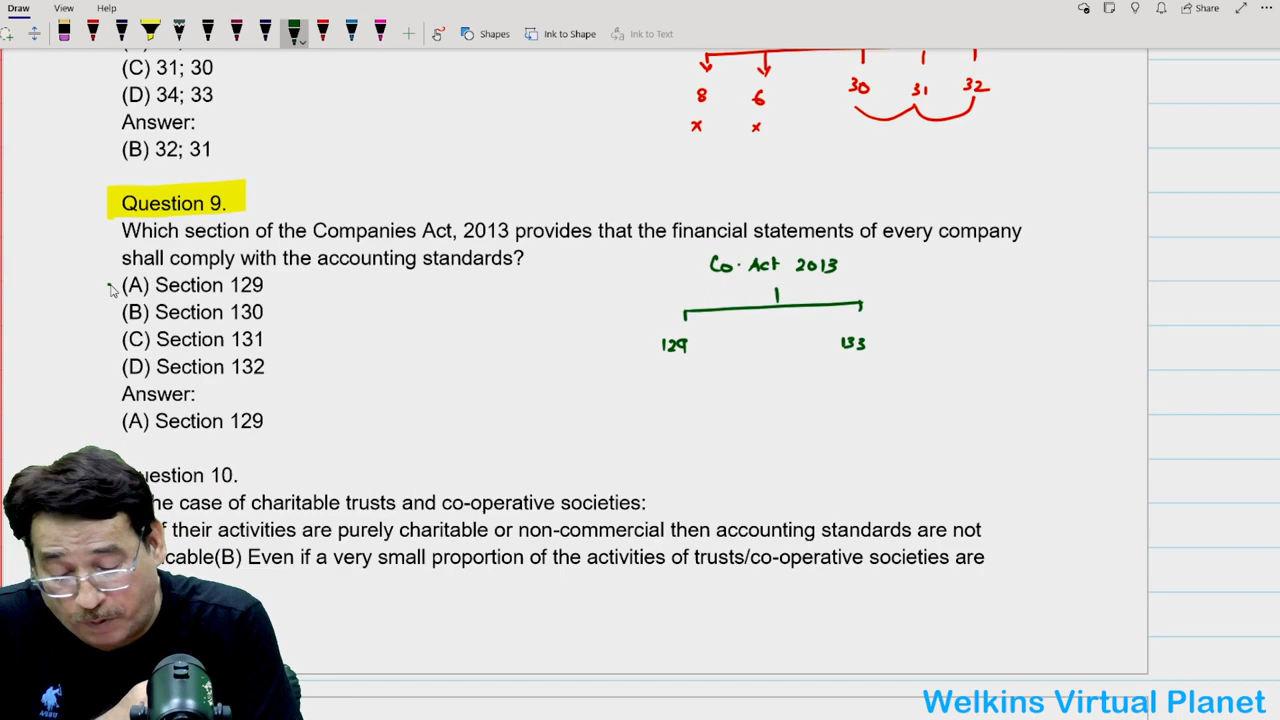 Draw View Help Share
Shapes Ink to Shape Ink to Text
(C) 31; 30
(D) 34; 33
Answer:
(B) 32; 31
8 6 30 31 32
x x
Question 9.
Which section of the Companies Act, 2013 provides that the financial statements of every company
shall comply with the accounting standards?
Co. Act 2013
(A) Section 129
(B) Section 130
(C) Section 131
(D) Section 132
129 133
Answer:
(A) Section 129
uestion 10.
he case of charitable trusts and co-operative societies:
f their activities are purely charitable or non-commercial then accounting standards are not
icable(B) Even if a very small proportion of the activities of trusts/co-operative societies are
Welkins Virtual Planet